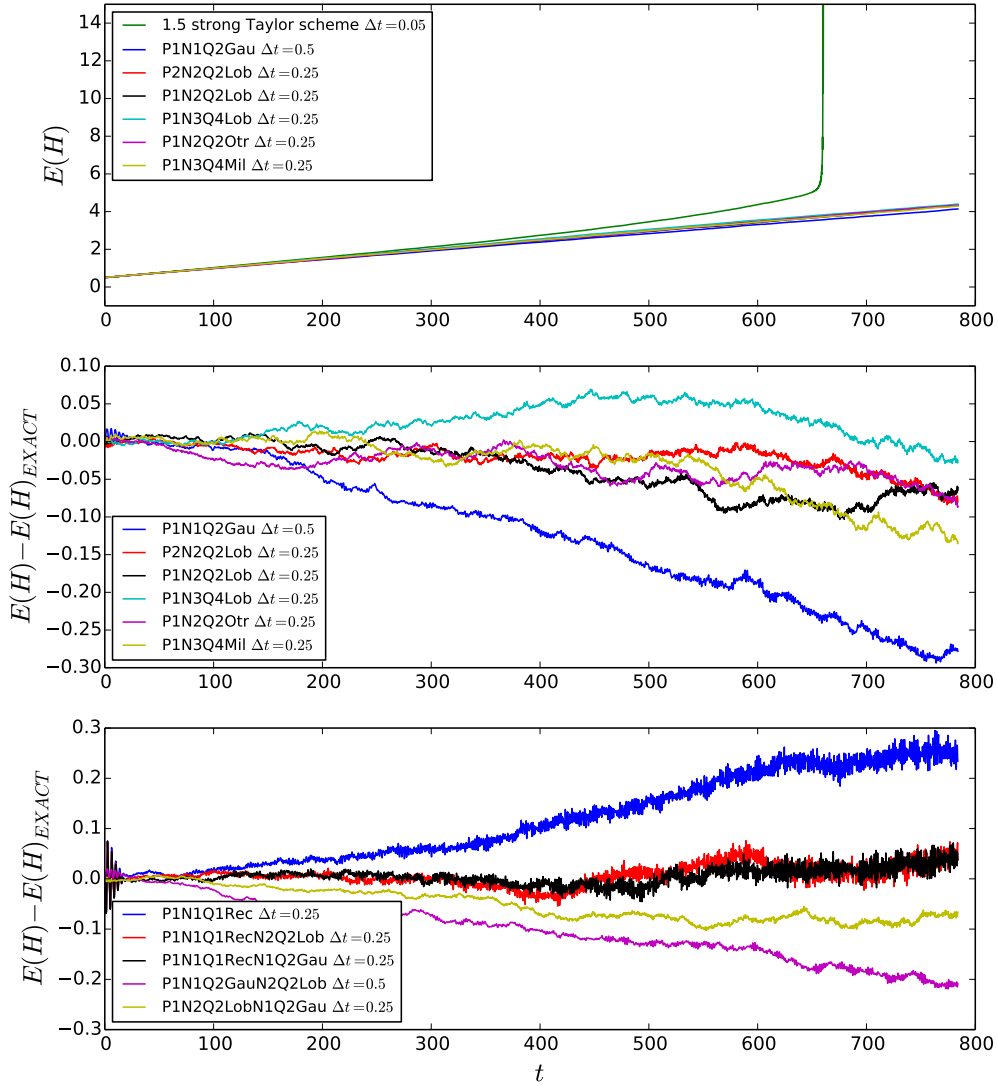 14
12
10
8
6
4
2
0
E(H)
1.5 strong Taylor scheme Δt=0.05
P1N1Q2Gau Δt=0.5
P2N2Q2Lob Δt=0.25
P1N2Q2Lob Δt=0.25
P1N3Q4Lob Δt=0.25
P1N2Q2Otr Δt=0.25
P1N3Q4Mil Δt=0.25
0 100 200 300 400 500 600 700 800
0.10
0.05
0.00
−0.05
−0.10
−0.15
−0.20
−0.25
−0.30
E(H)−E(H)EXACT
P1N1Q2Gau Δt=0.5
P2N2Q2Lob Δt=0.25
P1N2Q2Lob Δt=0.25
P1N3Q4Lob Δt=0.25
P1N2Q2Otr Δt=0.25
P1N3Q4Mil Δt=0.25
0 100 200 300 400 500 600 700 800
0.3
0.2
0.1
0.0
−0.1
−0.2
−0.3
E(H)−E(H)EXACT
P1N1Q1Rec Δt=0.25
P1N1Q1RecN2Q2Lob Δt=0.25
P1N1Q1RecN1Q2Gau Δt=0.25
P1N1Q2GauN2Q2Lob Δt=0.5
P1N2Q2LobN1Q2Gau Δt=0.25
0 100 200 300 400 500 600 700 800
t